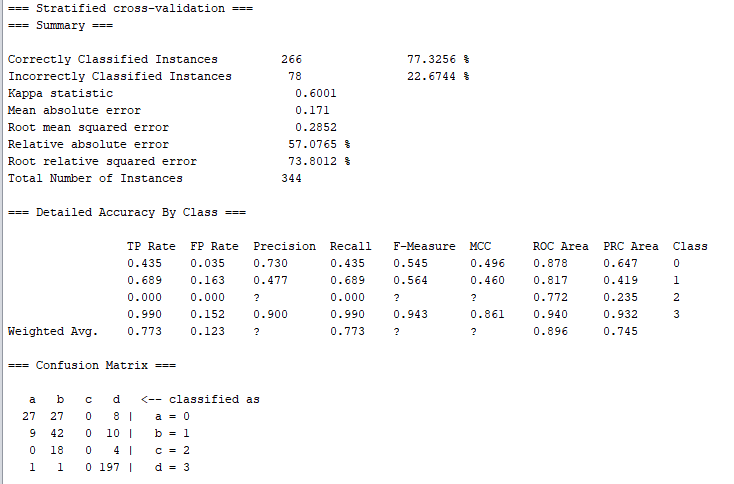 === Stratified cross-validation ===
=== Summary ===
Correctly Classified Instances 266 77.3256 %
Incorrectly Classified Instances 78 22.6744 %
Kappa statistic 0.6001
Mean absolute error 0.171
Root mean squared error 0.2852
Relative absolute error 57.0765 %
Root relative squared error 73.8012 %
Total Number of Instances 344
=== Detailed Accuracy By Class ===
TP Rate FP Rate Precision Recall F-Measure MCC ROC Area PRC Area Class
0.435 0.035 0.730 0.435 0.545 0.496 0.878 0.647 0
0.689 0.163 0.477 0.689 0.564 0.460 0.817 0.419 1
0.000 0.000 ? 0.000 ? ? 0.772 0.235 2
0.990 0.152 0.900 0.990 0.943 0.861 0.940 0.932 3
Weighted Avg. 0.773 0.123 ? 0.773 ? ? 0.896 0.745
=== Confusion Matrix ===
a b c d <-- classified as
27 27 0 8 | a = 0
9 42 0 10 | b = 1
0 18 0 4 | c = 2
1 1 0 197 | d = 3